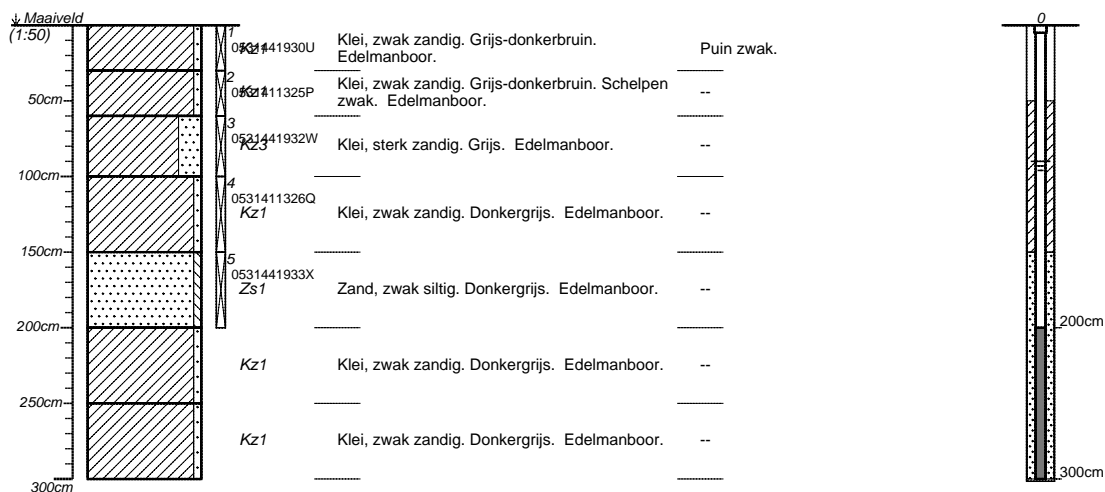 Maaiveld
(1:50)
0
1
0531441930U
Kz1
Klei, zwak zandig. Grijs-donkerbruin.
Edelmanboor.
Puin zwak.
2
50cm
Kz1
Klei, zwak zandig. Grijs-donkerbruin. Schelpen
zwak. Edelmanboor.
--
3
Kz3
Klei, sterk zandig. Grijs. Edelmanboor.
--
100cm
4
0531411326Q
Kz1
Klei, zwak zandig. Donkergrijs. Edelmanboor.
--
150cm
5
0531441933X
Zs1
Zand, zwak siltig. Donkergrijs. Edelmanboor.
--
200cm
200cm
Kz1
Klei, zwak zandig. Donkergrijs. Edelmanboor.
--
250cm
Kz1
Klei, zwak zandig. Donkergrijs. Edelmanboor.
--
300cm
300cm